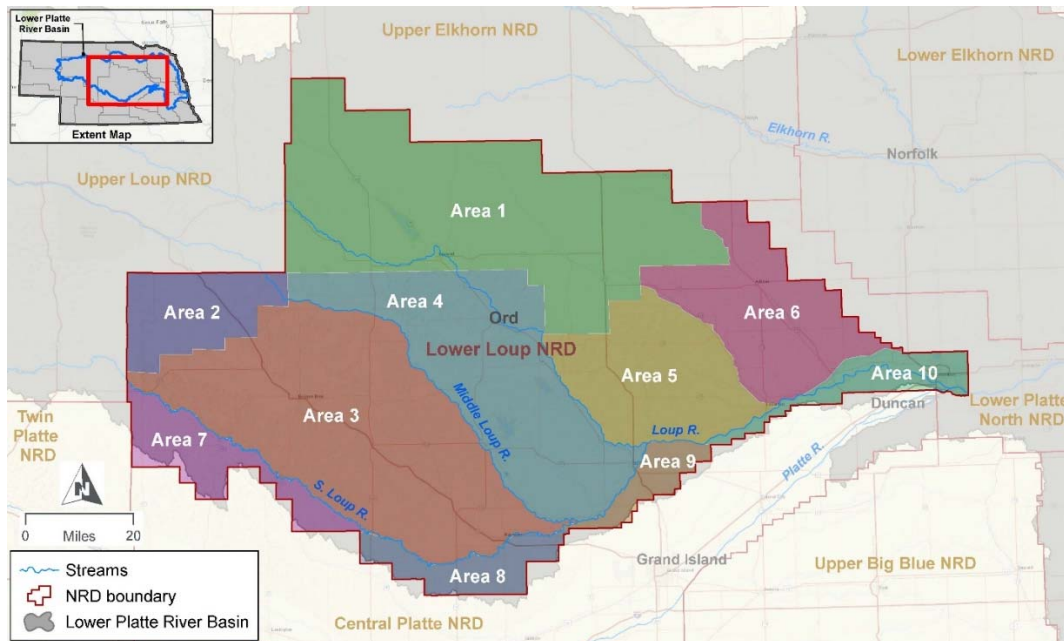 Lower Platte
River Basin
Extent Map
Upper Elkhorn NRD
Lower Elkhorn NRD
Elkhorn R.
Norfolk
Upper Loup NRD
Area 1
Area 2
Area 4
Ord
Lower Loup NRD
Area 6
Area 5
Area 3
Area 10
Duncan
Lower Platte
North NRD
Twin
Platte
NRD
Area 7
Middle Loup R.
Loup R.
Area 9
Platte R.
S. Loup R.
N
0 20
Miles
Area 8
Grand Island
Upper Big Blue NRD
Central Platte NRD
Streams
NRD boundary
Lower Platte River Basin